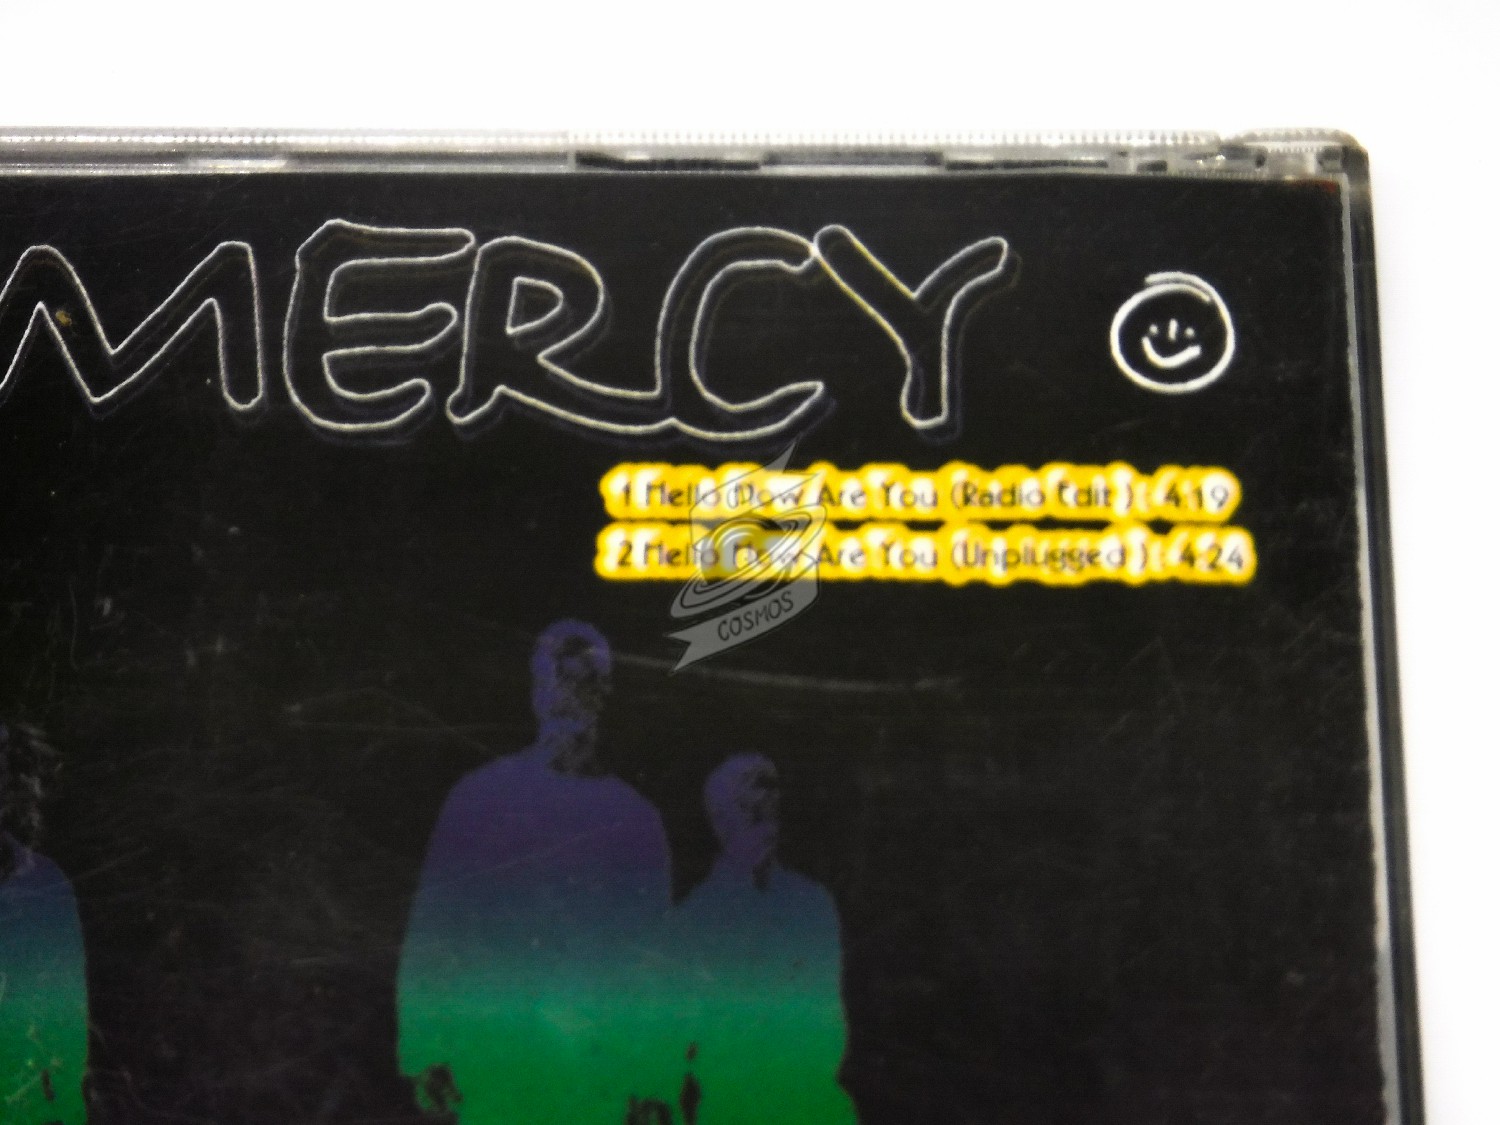 MERCY
1 Hello How Are You (Radio Edit) : 4:19
2 Hello How Are You (Unplugged) : 4:24
COSMOS